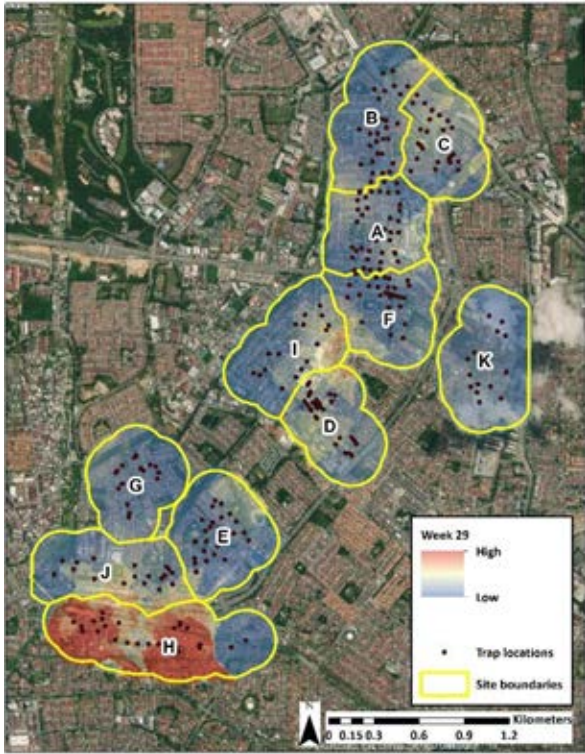 B
C
A
F
I
K
D
G
E
J
H
Week 29
High
Low
Trap locations
Site boundaries
N
Kilometers
0 0.15 0.3 0.6 0.9 1.2